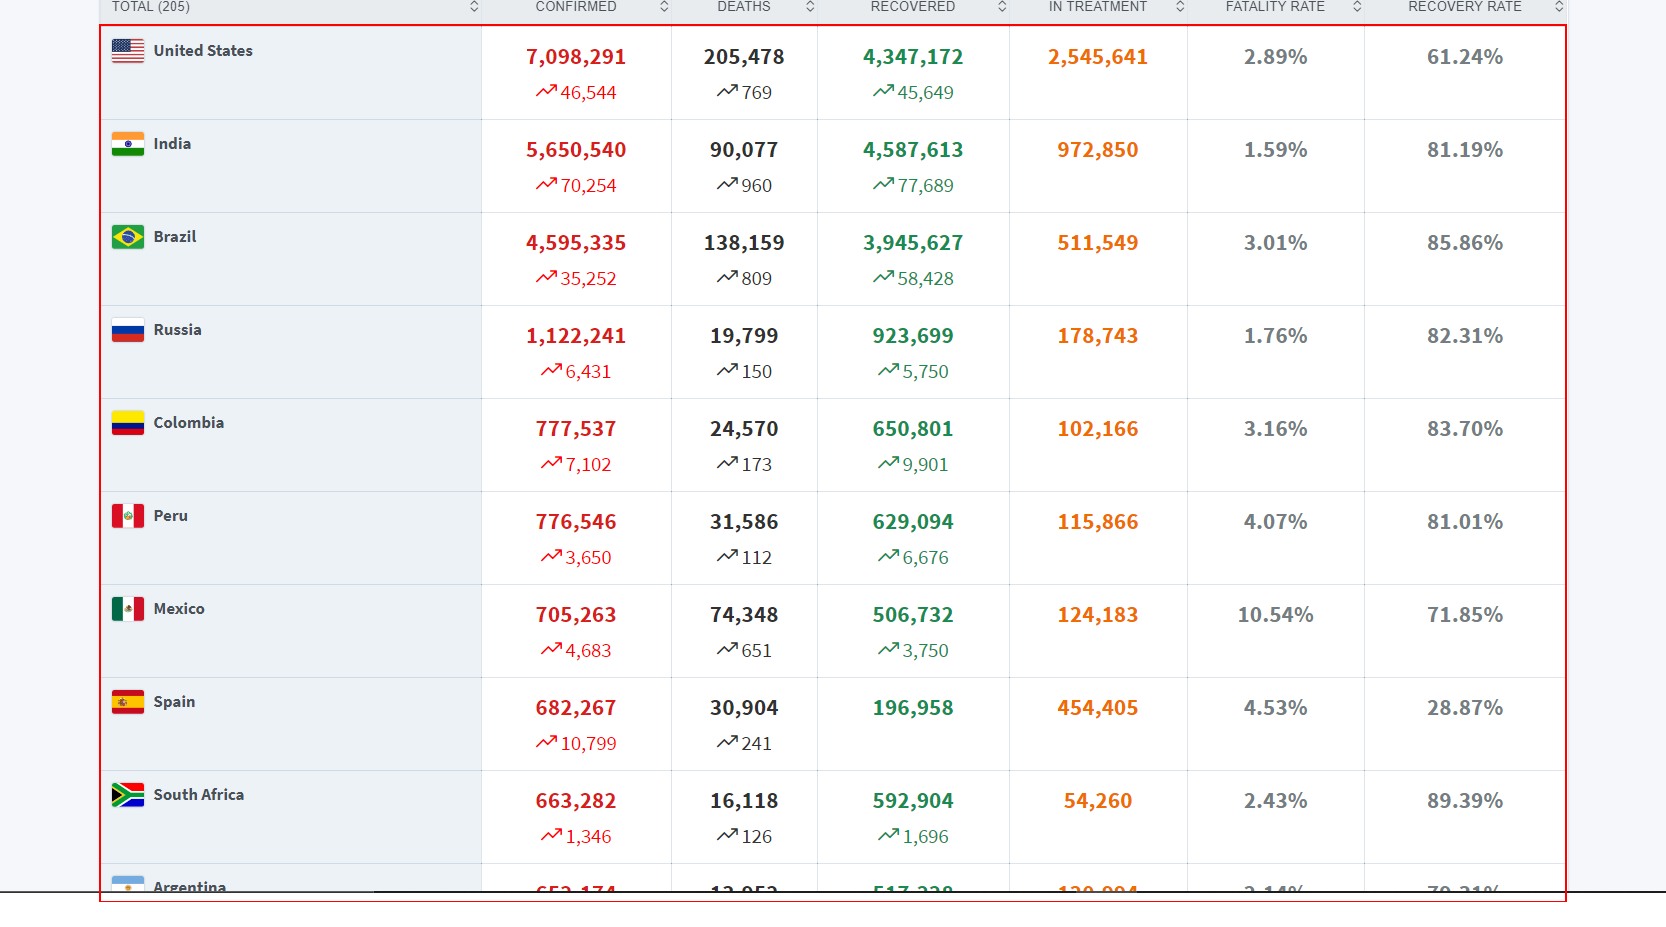 TOTAL (205) CONFIRMED DEATHS RECOVERED IN TREATMENT FATALITY RATE RECOVERY RATE
United States 7,098,291 205,478 4,347,172 2,545,641 2.89% 61.24%
46,544 769 45,649
India 5,650,540 90,077 4,587,613 972,850 1.59% 81.19%
70,254 960 77,689
Brazil 4,595,335 138,159 3,945,627 511,549 3.01% 85.86%
35,252 809 58,428
Russia 1,122,241 19,799 923,699 178,743 1.76% 82.31%
6,431 150 5,750
Colombia 777,537 24,570 650,801 102,166 3.16% 83.70%
7,102 173 9,901
Peru 776,546 31,586 629,094 115,866 4.07% 81.01%
3,650 112 6,676
Mexico 705,263 74,348 506,732 124,183 10.54% 71.85%
4,683 651 3,750
Spain 682,267 30,904 196,958 454,405 4.53% 28.87%
10,799 241
South Africa 663,282 16,118 592,904 54,260 2.43% 89.39%
1,346 126 1,696
Argentina